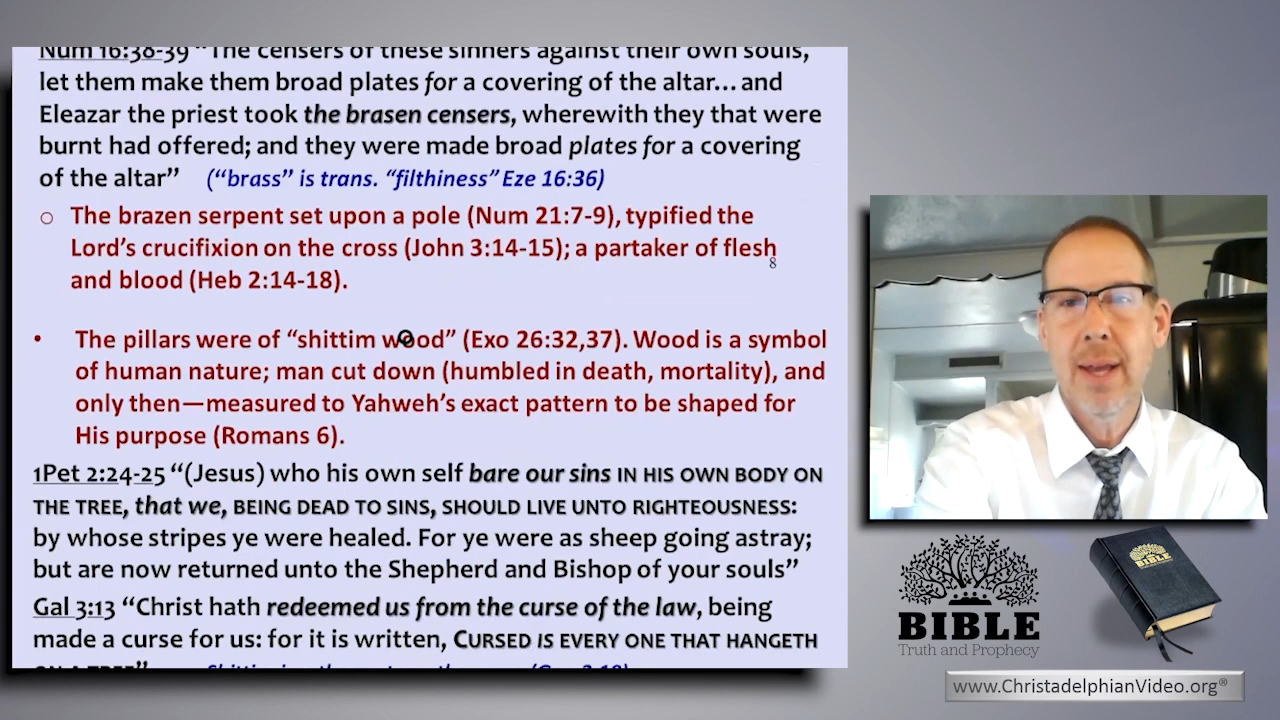 Num 16:38-39 “The censers of these sinners against their own souls,
let them make them broad plates for a covering of the altar…and
Eleazar the priest took the brasen censers, wherewith they that were
burnt had offered; and they were made broad plates for a covering
of the altar” (“brass” is trans. “filthiness” Eze 16:36)
○ The brazen serpent set upon a pole (Num 21:7-9), typified the
Lord’s crucifixion on the cross (John 3:14-15); a partaker of flesh
8
and blood (Heb 2:14-18).
• The pillars were of “shittim wood” (Exo 26:32,37). Wood is a symbol
of human nature; man cut down (humbled in death, mortality), and
only then—measured to Yahweh’s exact pattern to be shaped for
His purpose (Romans 6).
1Pet 2:24-25 “(Jesus) who his own self bare our sins IN HIS OWN BODY ON
THE TREE, that we, BEING DEAD TO SINS, SHOULD LIVE UNTO RIGHTEOUSNESS:
by whose stripes ye were healed. For ye were as sheep going astray;
but are now returned unto the Shepherd and Bishop of your souls”
Gal 3:13 “Christ hath redeemed us from the curse of the law, being
made a curse for us: for it is written, CURSED IS EVERY ONE THAT HANGETH
ON A TREE”
BIBLE
Truth and Prophecy
BIBLE
www.ChristadelphianVideo.org®